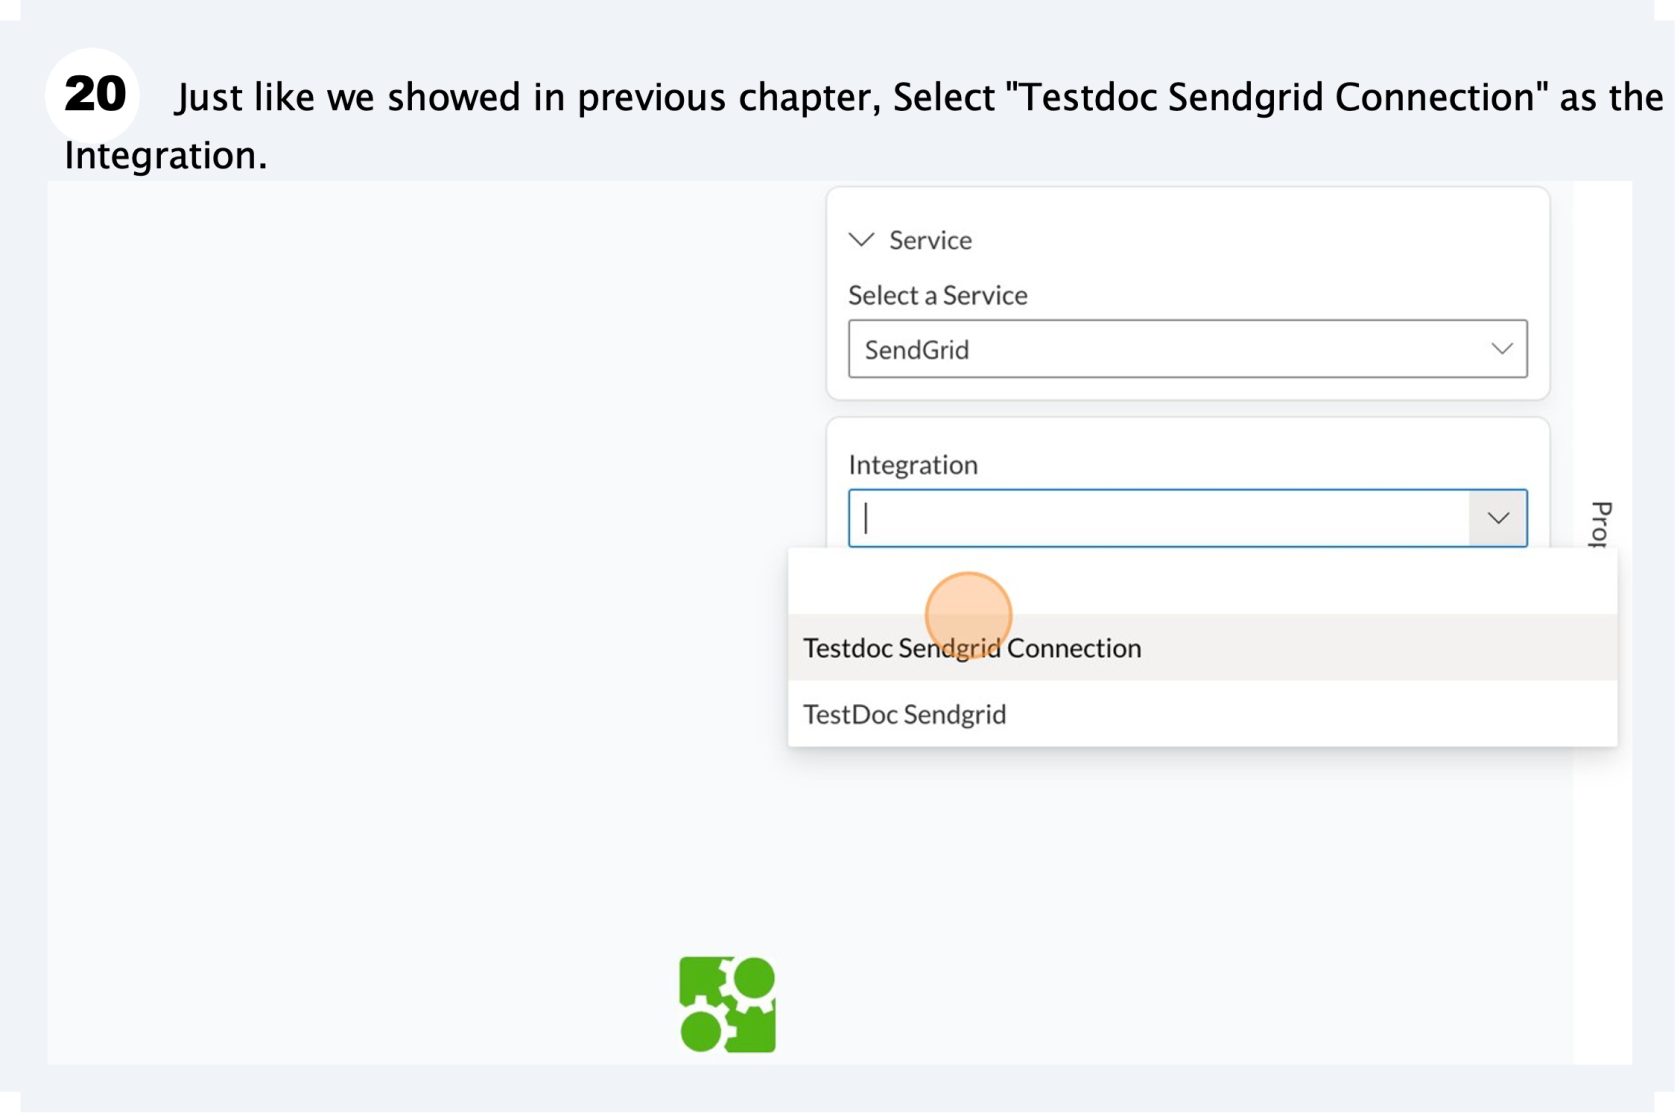 20 Just like we showed in previous chapter, Select "Testdoc Sendgrid Connection" as the
Integration.
Service
Select a Service
SendGrid
Integration
Testdoc Sendgrid Connection
TestDoc Sendgrid